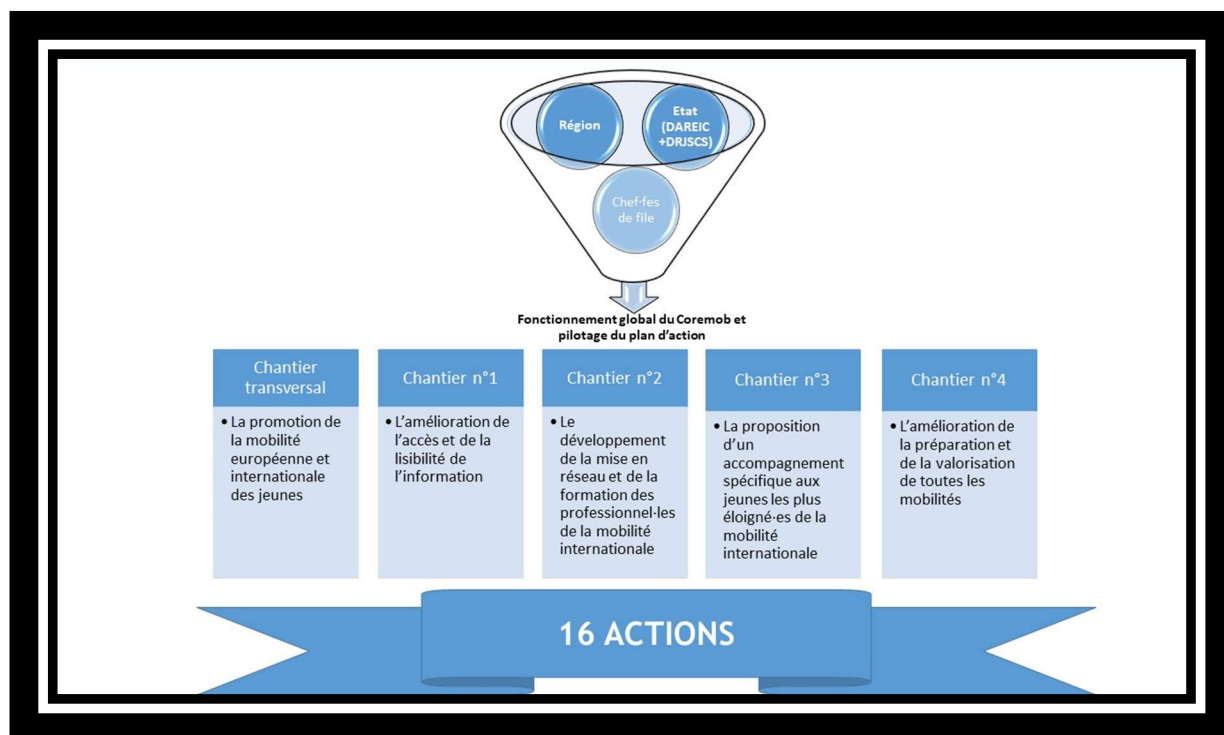 Région
Etat
(DAREIC
+DRJSCS)
Chef·fes
de file
Fonctionnement global du Coremob et
pilotage du plan d'action
Chantier
transversal
• La promotion de
la mobilité
européenne et
internationale
des jeunes
Chantier n°1
• L'amélioration de
l'accès et de la
lisibilité de
l'information
Chantier n°2
• Le
développement
de la mise en
réseau et de la
formation des
professionnel·les
de la mobilité
internationale
Chantier n°3
• La proposition
d'un
accompagnement
spécifique aux
jeunes les plus
éloigné·es de la
mobilité
internationale
Chantier n°4
• L'amélioration de
la préparation et
de la valorisation
de toutes les
mobilités
16 ACTIONS